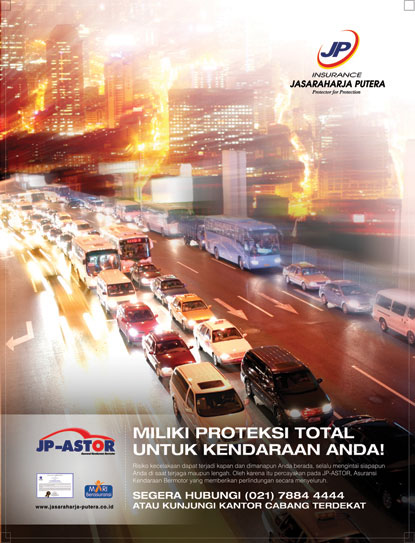 JP
INSURANCE
JASARAHARJA PUTERA
Protector for Protection
MILIKI PROTEKSI TOTAL
UNTUK KENDARAAN ANDA!
JP-ASTOR
Risiko kecelakaan dapat terjadi kapan dan dimanapun Anda berada, selalu mengintai siapapun
Anda di saat terjaga maupun lengah. Oleh karena itu percayakan pada JP-ASTOR, Asuransi
Kendaraan Bermotor yang memberikan perlindungan secara menyeluruh.
MARI
Berasuransi
SEGERA HUBUNGI (021) 7884 4444
ATAU KUNJUNGI KANTOR CABANG TERDEKAT
www.jasaraharja-putera.co.id